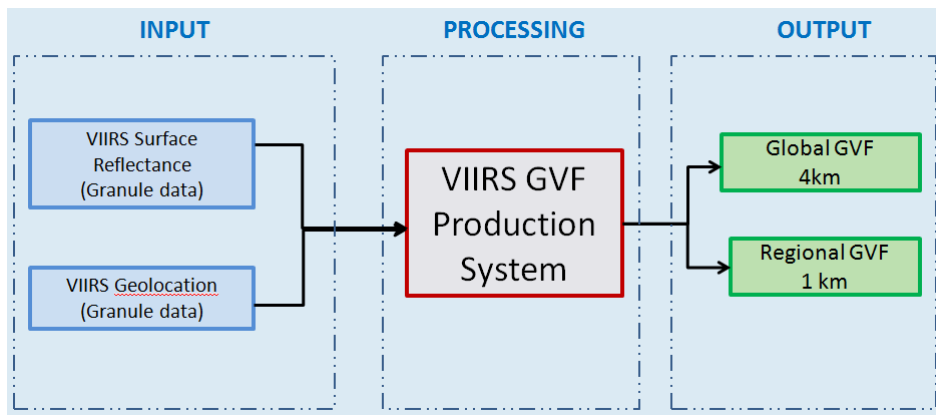 INPUT
PROCESSING
OUTPUT
VIIRS Surface
Reflectance
(Granule data)
VIIRS Geolocation
(Granule data)
VIIRS GVF
Production
System
Global GVF
4km
Regional GVF
1 km